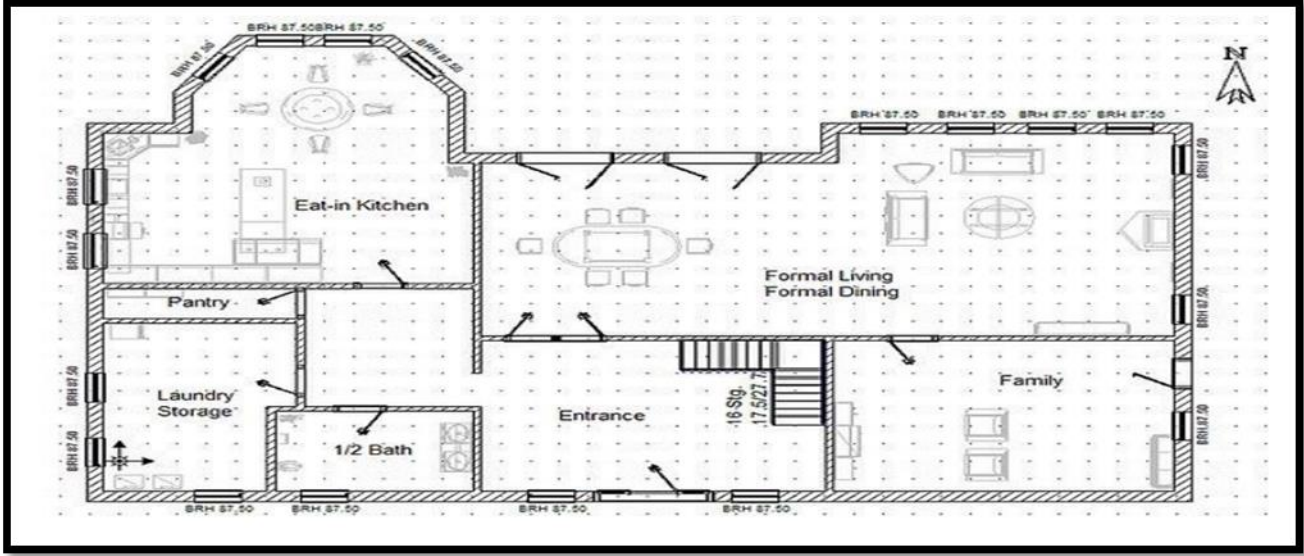 BRH 87.50
BRH 87.50
BRH 87.50
BRH 87.50
N
BRH 87.50
BRH 87.50
BRH 87.50
BRH 87.50
BRH 87.50
BRH 87.50
Eat-in Kitchen
BRH 87.50
Formal Living
Formal Dining
Pantry
BRH 87.50
BRH 87.50
Family
Laundry
Storage
16 Stg.
17.5/27.7
Entrance
BRH 87.50
BRH 87.50
1/2 Bath
BRH 87.50
BRH 87.50
BRH 87.50
BRH 87.50